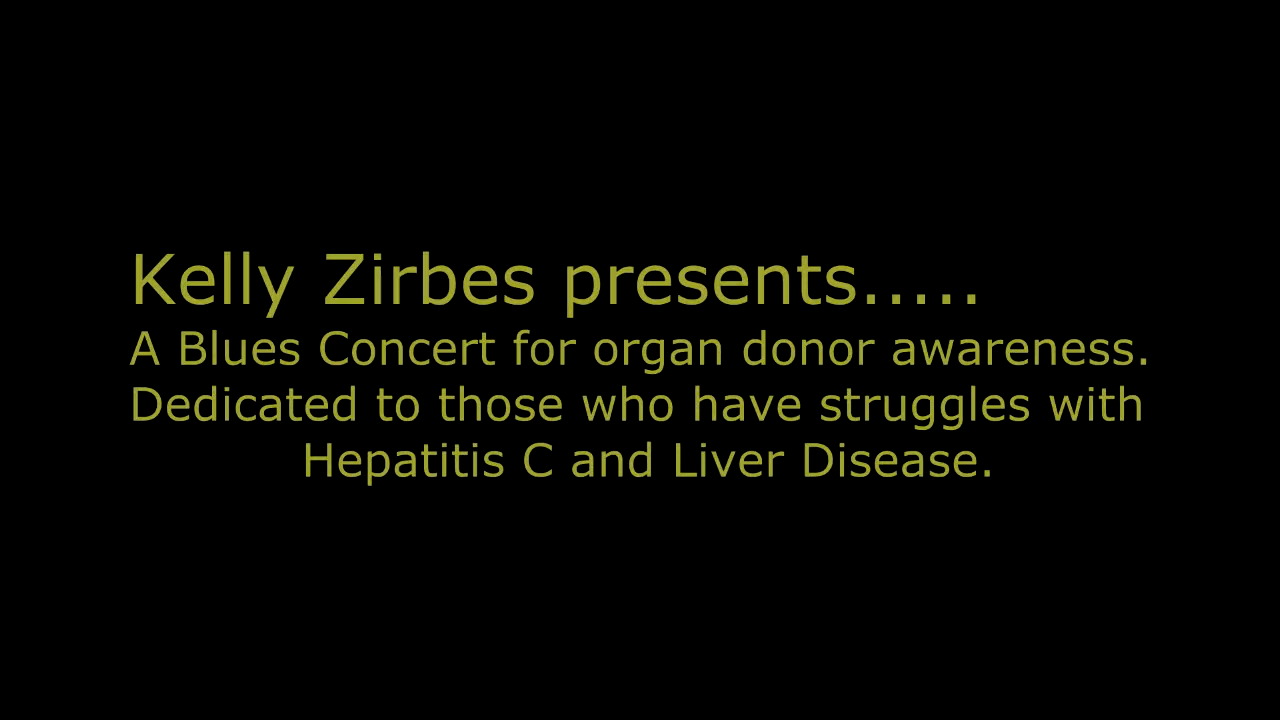 Kelly Zirbes presents.....
A Blues Concert for organ donor awareness.
Dedicated to those who have struggles with
Hepatitis C and Liver Disease.